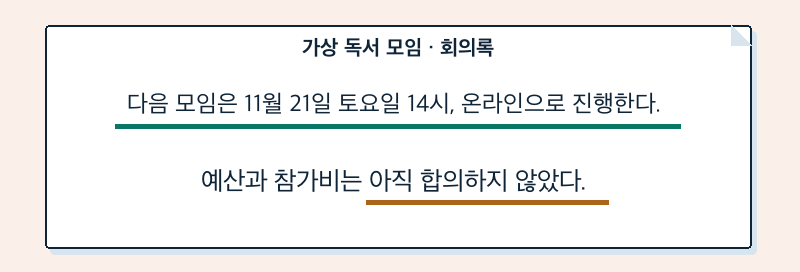 가상 독서 모임 · 회의록
다음 모임은 11월 21일 토요일 14시, 온라인으로 진행한다.
예산과 참가비는 아직 합의하지 않았다.